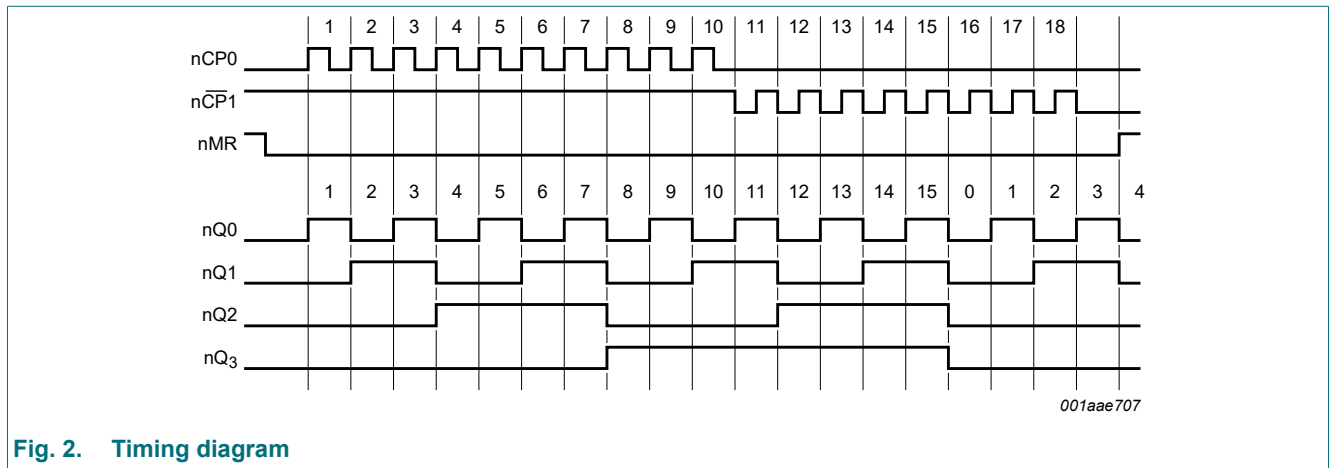 1 2 3 4 5 6 7 8 9 10 11 12 13 14 15 16 17 18
nCP0
nC̅P̅1
nMR
1 2 3 4 5 6 7 8 9 10 11 12 13 14 15 0 1 2 3 4
nQ0
nQ1
nQ2
nQ3
001aae707
Fig. 2. Timing diagram